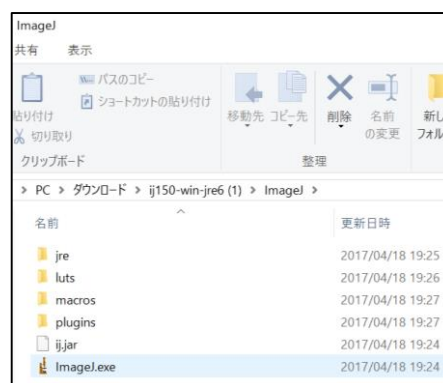 ImageJ
共有 表示
パスのコピー
ショートカットの貼り付け
貼り付け
切り取り
移動先 コピー先 削除 名前の変更 新し
フォル
クリップボード 整理
> PC > ダウンロード > ij150-win-jre6 (1) > ImageJ >
名前 更新日時
jre 2017/04/18 19:25
luts 2017/04/18 19:26
macros 2017/04/18 19:27
plugins 2017/04/18 19:27
ij.jar 2017/04/18 19:24
ImageJ.exe 2017/04/18 19:24